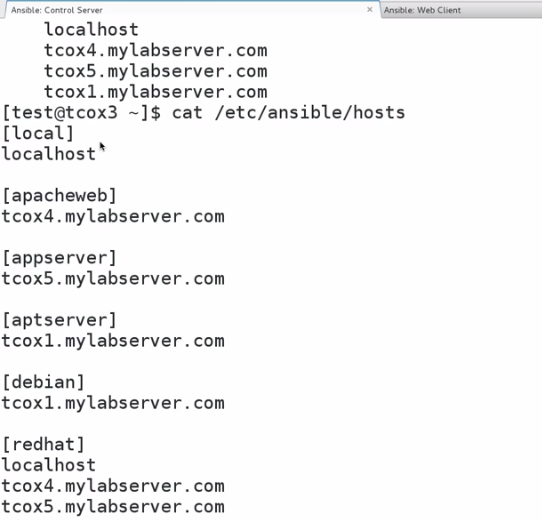 Ansible: Control Server × Ansible: Web Client
localhost
tcox4.mylabserver.com
tcox5.mylabserver.com
tcox1.mylabserver.com
[test@tcox3 ~]$ cat /etc/ansible/hosts
[local]
localhost
[apacheweb]
tcox4.mylabserver.com
[appserver]
tcox5.mylabserver.com
[aptserver]
tcox1.mylabserver.com
[debian]
tcox1.mylabserver.com
[redhat]
localhost
tcox4.mylabserver.com
tcox5.mylabserver.com